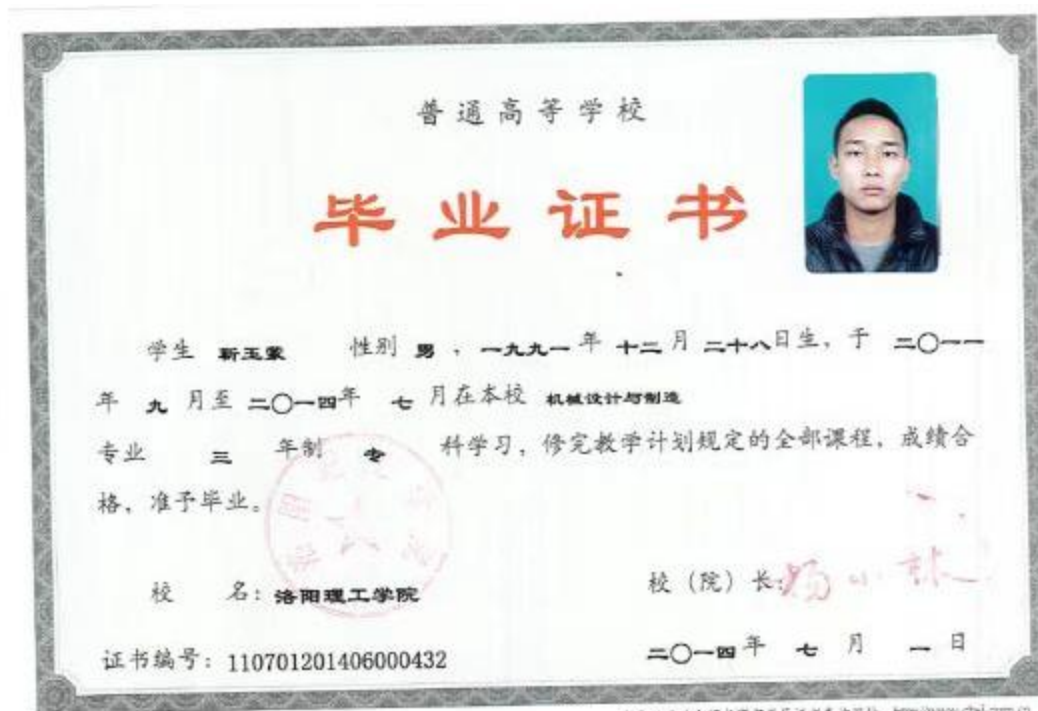 普通高等学校
毕业证书
学生 靳玉蒙 性别 男 ，一九九一 年 十二 月 二十八日生，于 二〇一一
年 九 月至 二〇一四年 七 月在本校 机械设计与制造
专业 三 年制 专 科学习，修完教学计划规定的全部课程，成绩合
格，准予毕业。
校 名：洛阳理工学院
校（院）长：杨小林
证书编号：110701201406000432
二〇一四年 七 月 一 日